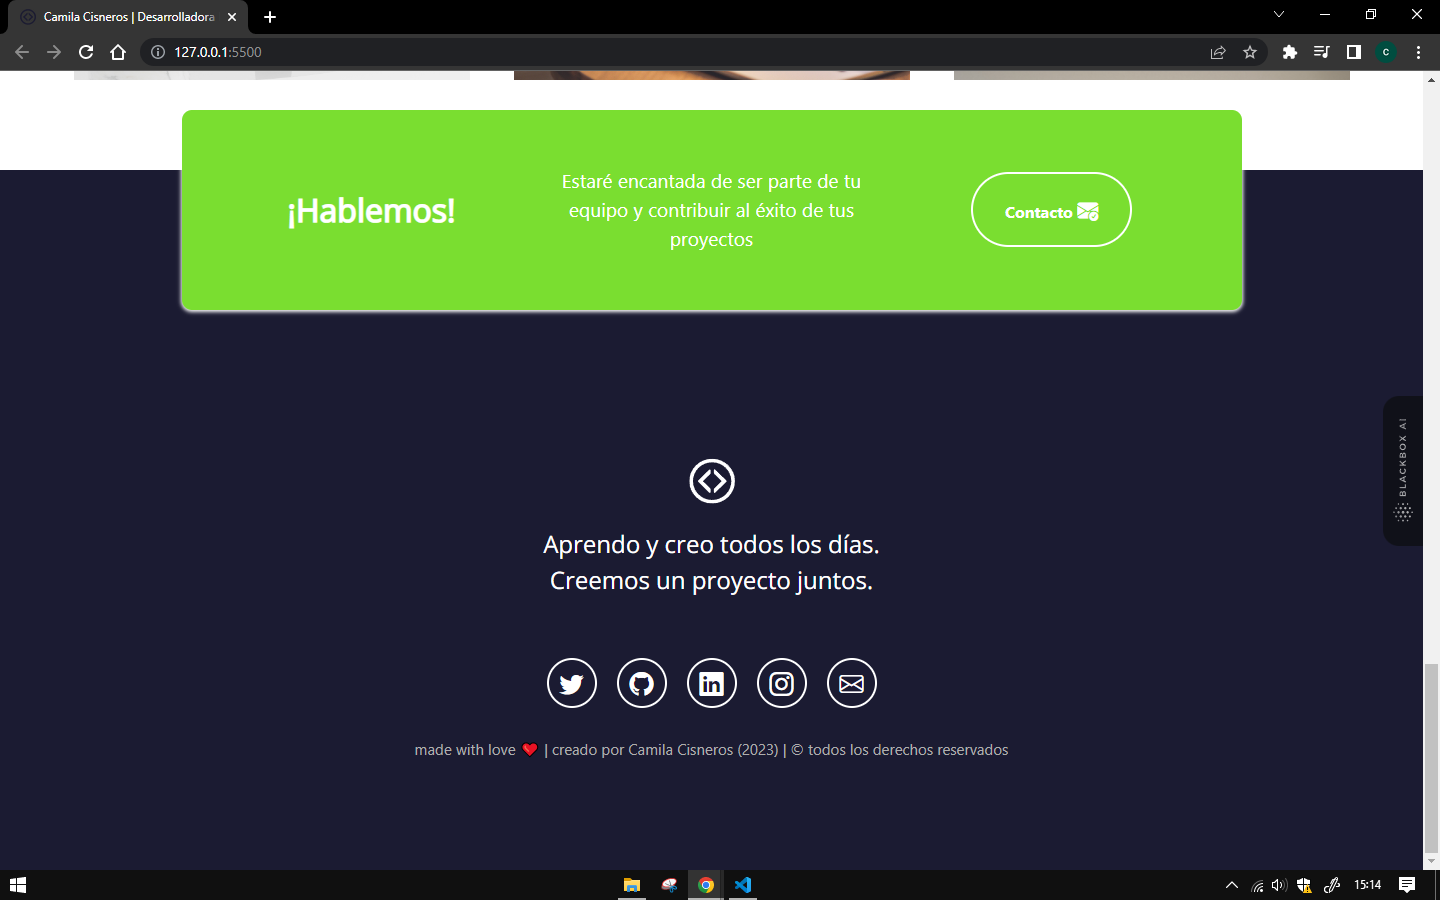 Camila Cisneros | Desarrolladora
127.0.0.1:5500
c
¡Hablemos!
Estaré encantada de ser parte de tu
equipo y contribuir al éxito de tus
proyectos
Contacto
BLACKBOX AI
Aprendo y creo todos los días.
Creemos un proyecto juntos.
in
made with love ❤️ | creado por Camila Cisneros (2023) | © todos los derechos reservados
15:14